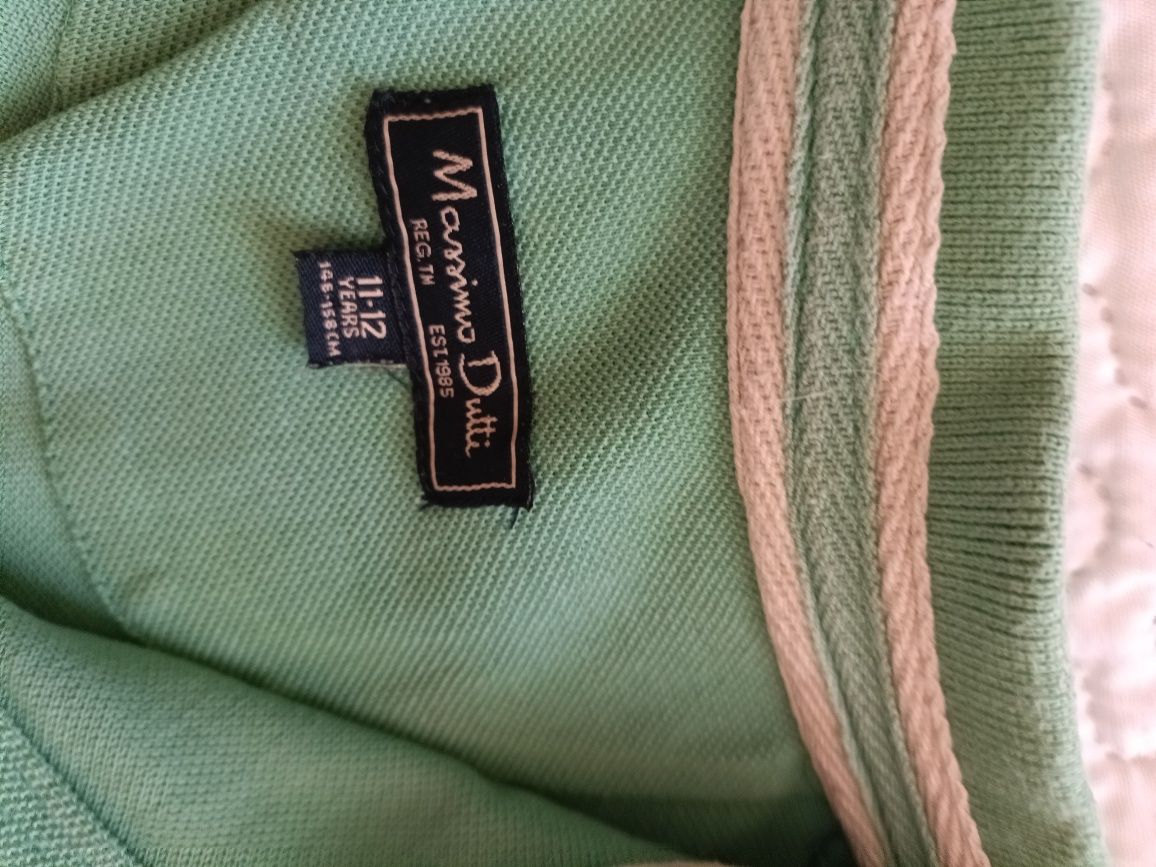 Massimo Dutti
REG. TM EST 1985
11-12
YEARS
146-158 CM